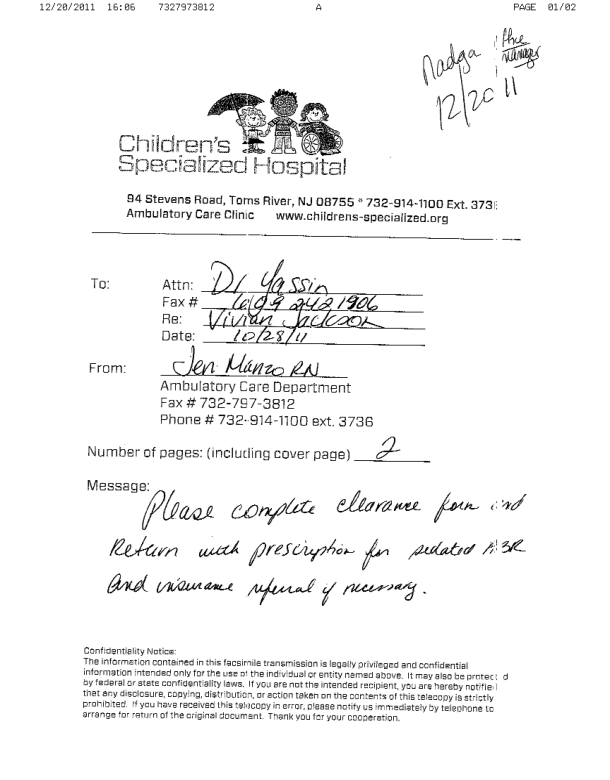 12/20/2011 16:06 7327973812 A PAGE 01/02
Nadga
Manager
12/20 11
Children's
Specialized Hospital
94 Stevens Road, Toms River, NJ 08755 * 732-914-1100 Ext. 373
Ambulatory Care Clinic www.childrens-specialized.org
To: Attn: Dr Yassin
Fax # 609 242 1906
Re: Vivian Jackson
Date: 10/28/11
From: Jen Manzo RN
Ambulatory Care Department
Fax # 732-797-3812
Phone # 732-914-1100 ext. 3736
Number of pages: (including cover page) 2
Message:
Please complete clearance form and
Return with prescription for sedated
and insurance referral if necessary.
Confidentiality Notice:
The information contained in this facsimile transmission is legally privileged and confidential
information intended only for the use of the individual or entity named above. It may also be protect d
by federal or state confidentiality laws. If you are not the intended recipient, you are hereby notified
that any disclosure, copying, distribution, or action taken on the contents of this telecopy is strictly
prohibited. If you have received this telecopy in error, please notify us immediately by telephone to
arrange for return of the original document. Thank you for your cooperation.